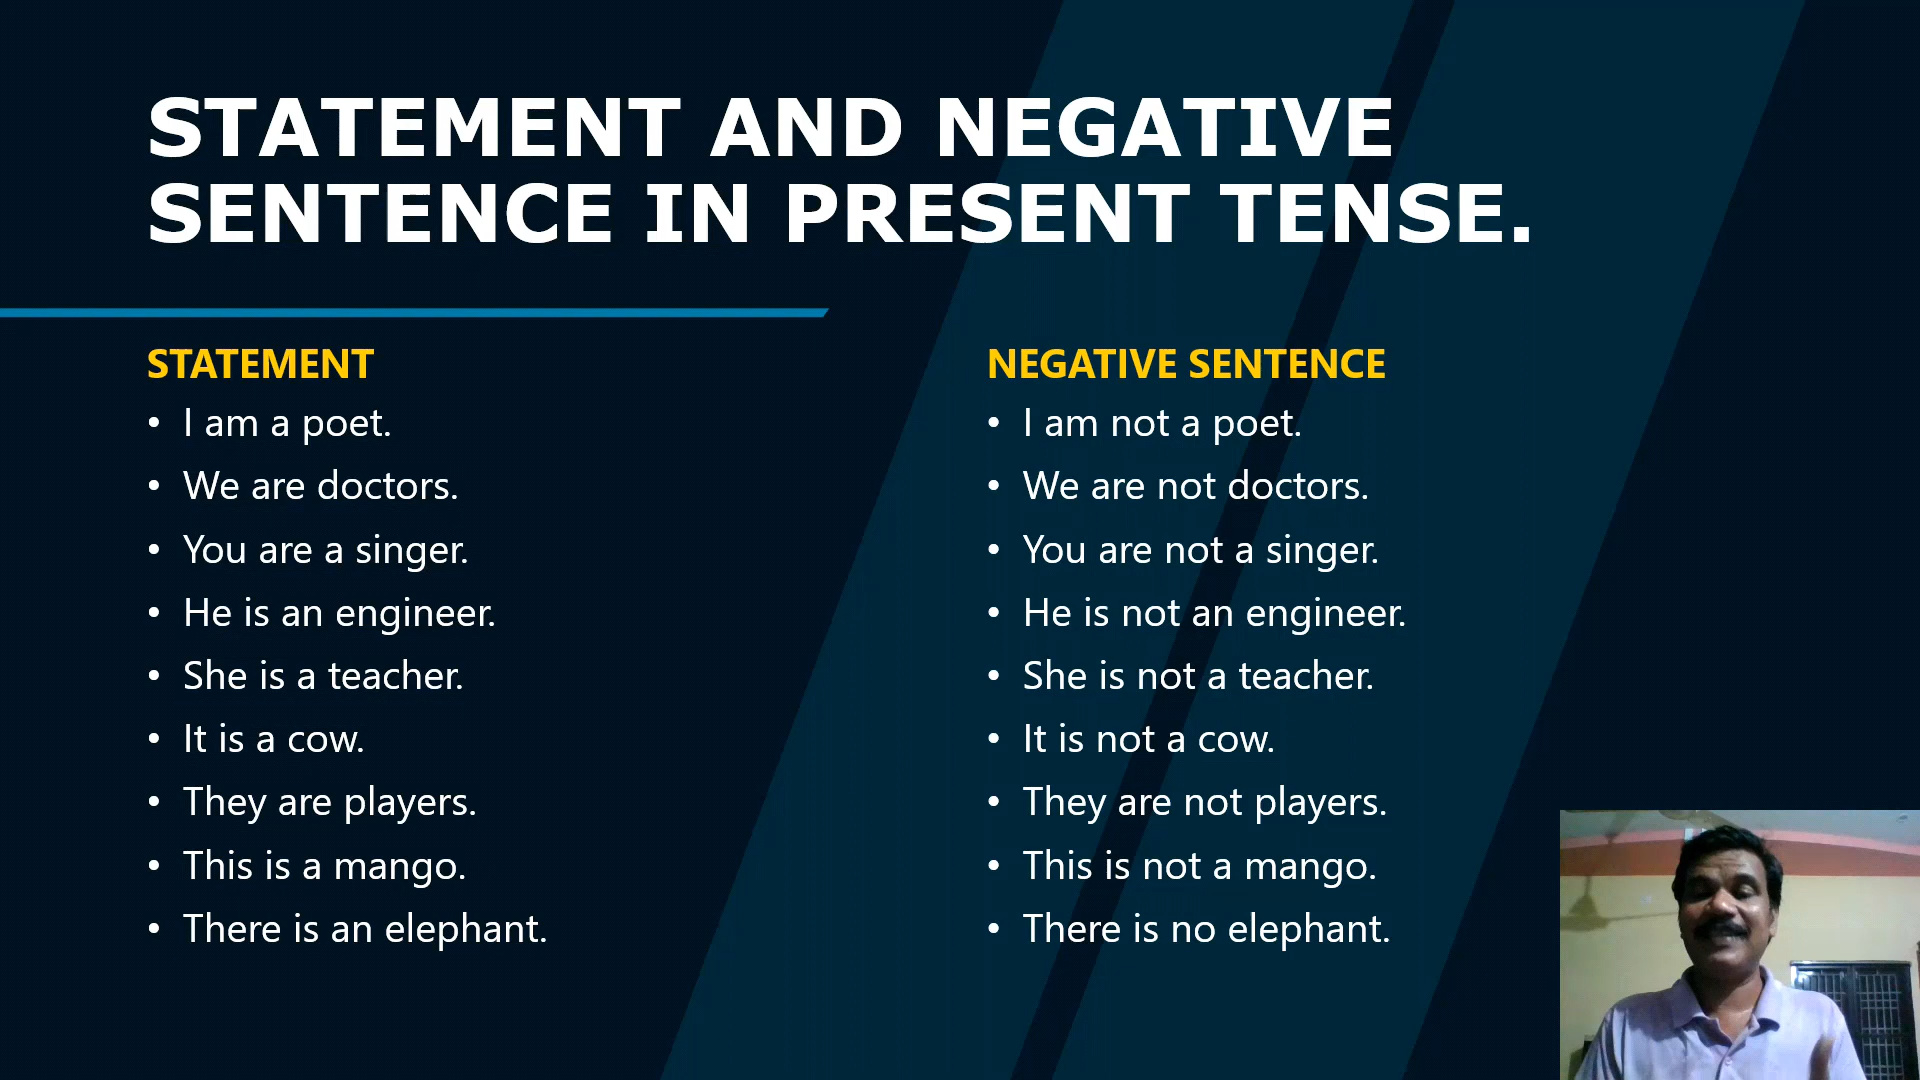 STATEMENT AND NEGATIVE
SENTENCE IN PRESENT TENSE.
STATEMENT
• I am a poet.
• We are doctors.
• You are a singer.
• He is an engineer.
• She is a teacher.
• It is a cow.
• They are players.
• This is a mango.
• There is an elephant.
NEGATIVE SENTENCE
• I am not a poet.
• We are not doctors.
• You are not a singer.
• He is not an engineer.
• She is not a teacher.
• It is not a cow.
• They are not players.
• This is not a mango.
• There is no elephant.